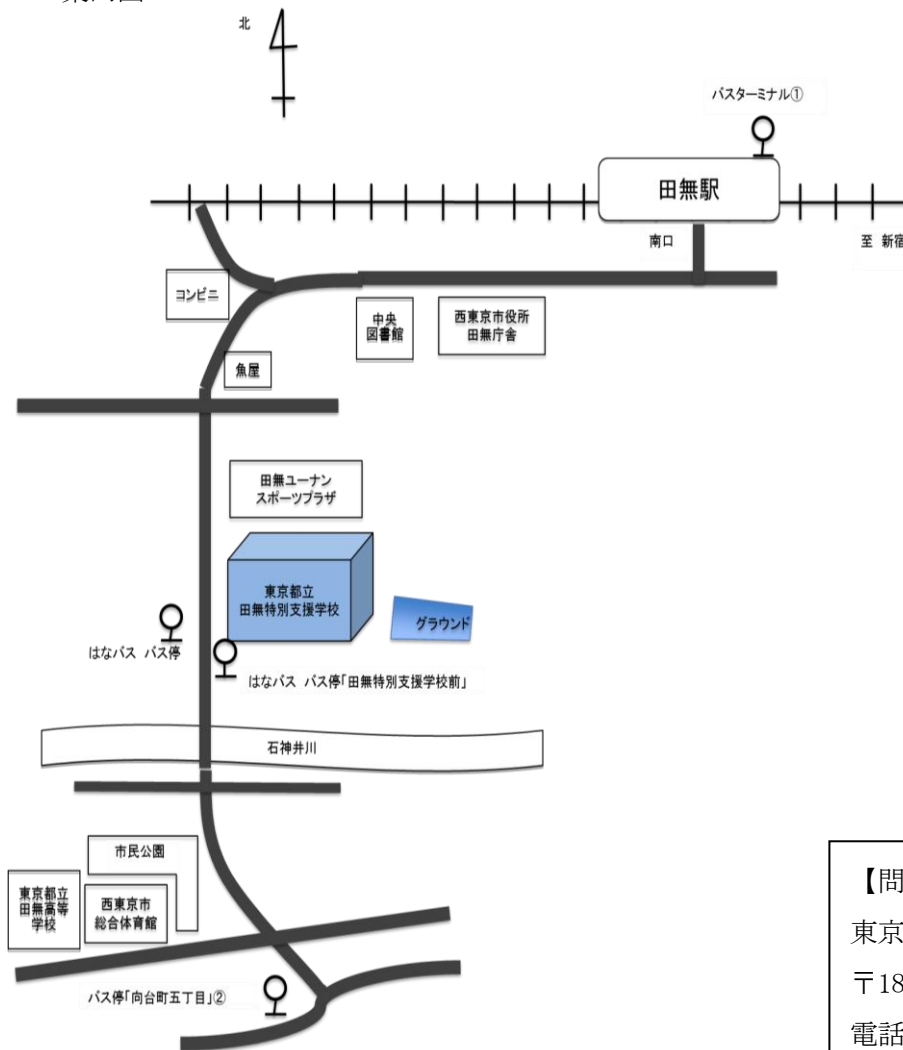 北
バスターミナル①
田無駅
南口
至 新宿
コンビニ
中央
図書館
西東京市役所
田無庁舎
魚屋
田無ユーナン
スポーツプラザ
東京都立
田無特別支援学校
グラウンド
はなバス バス停
はなバス バス停「田無特別支援学校前」
石神井川
市民公園
東京都立
田無高等
学校
西東京市
総合体育館
バス停「向台町五丁目」②
【問
東京
〒18
電話